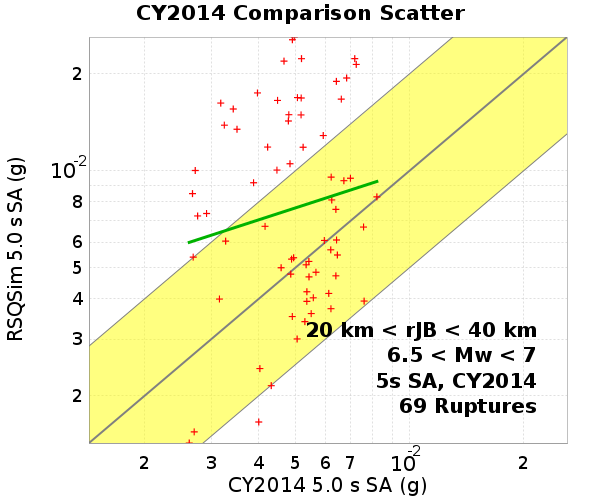 CY2014 Comparison Scatter
RSQSim 5.0 s SA (g)
2
10-2
8
6
5
4
3
2
20 km < rJB < 40 km
6.5 < Mw < 7
5s SA, CY2014
69 Ruptures
2 3 4 5 6 7 10-2 2
CY2014 5.0 s SA (g)